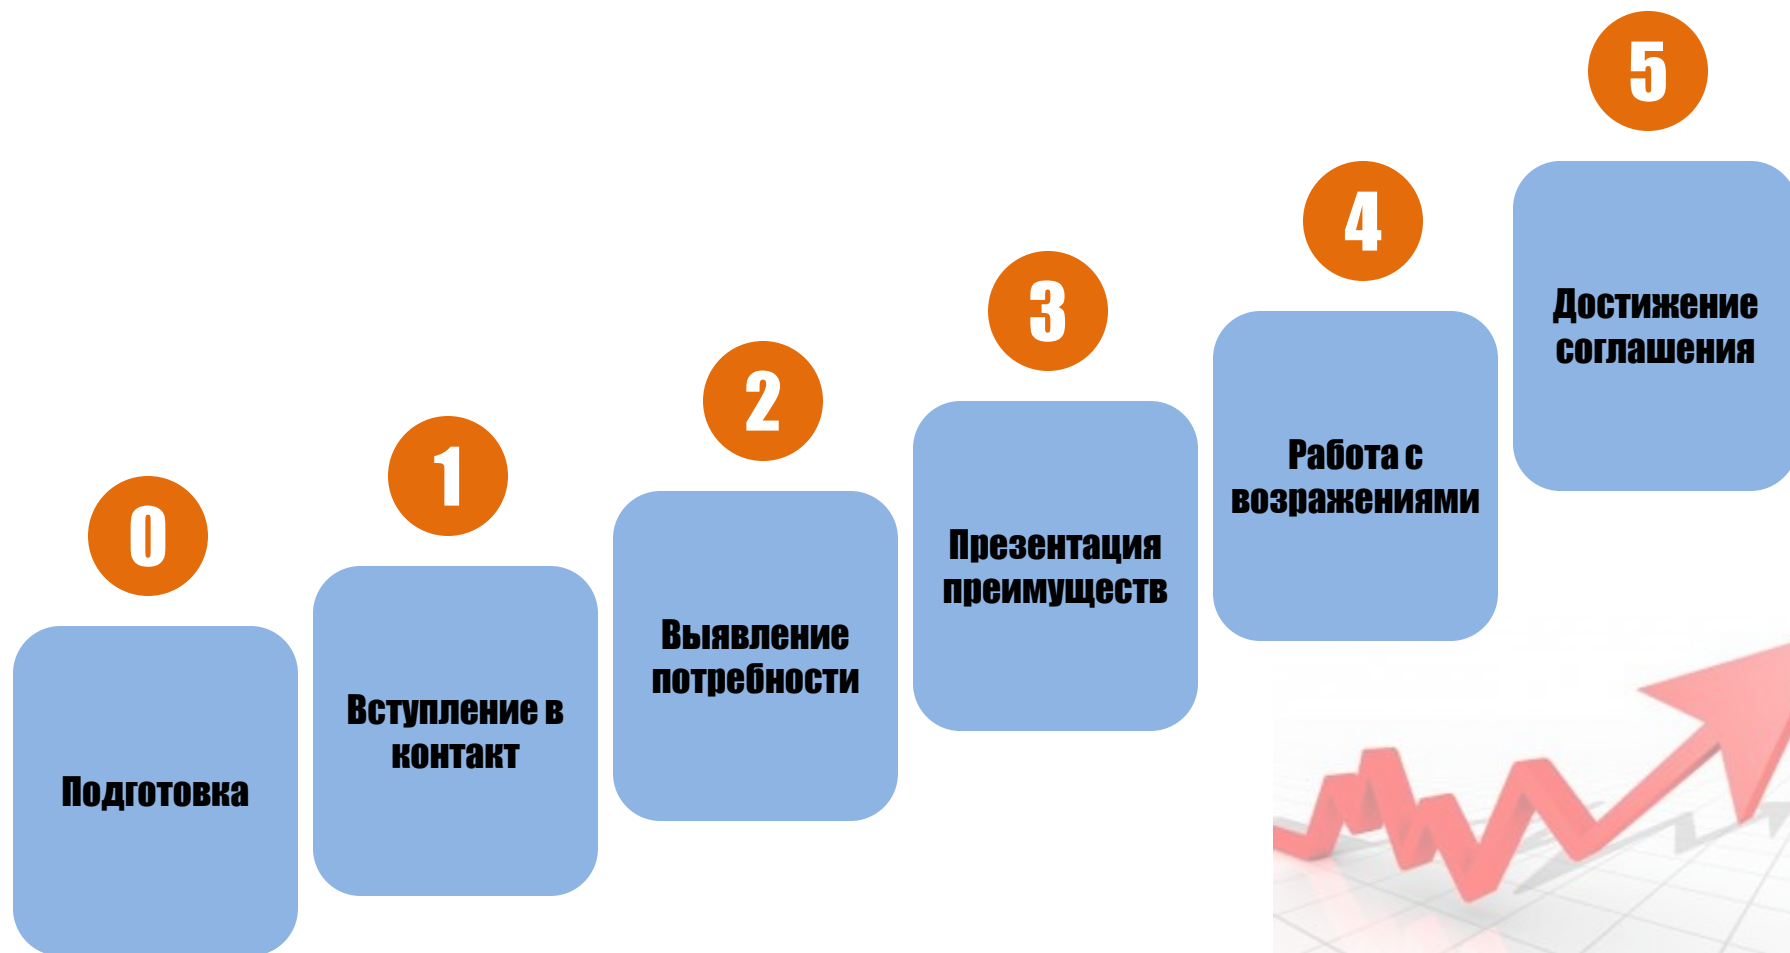 0
Подготовка
1
Вступление в
контакт
2
Выявление
потребности
3
Презентация
преимуществ
4
Работа с
возражениями
5
Достижение
соглашения